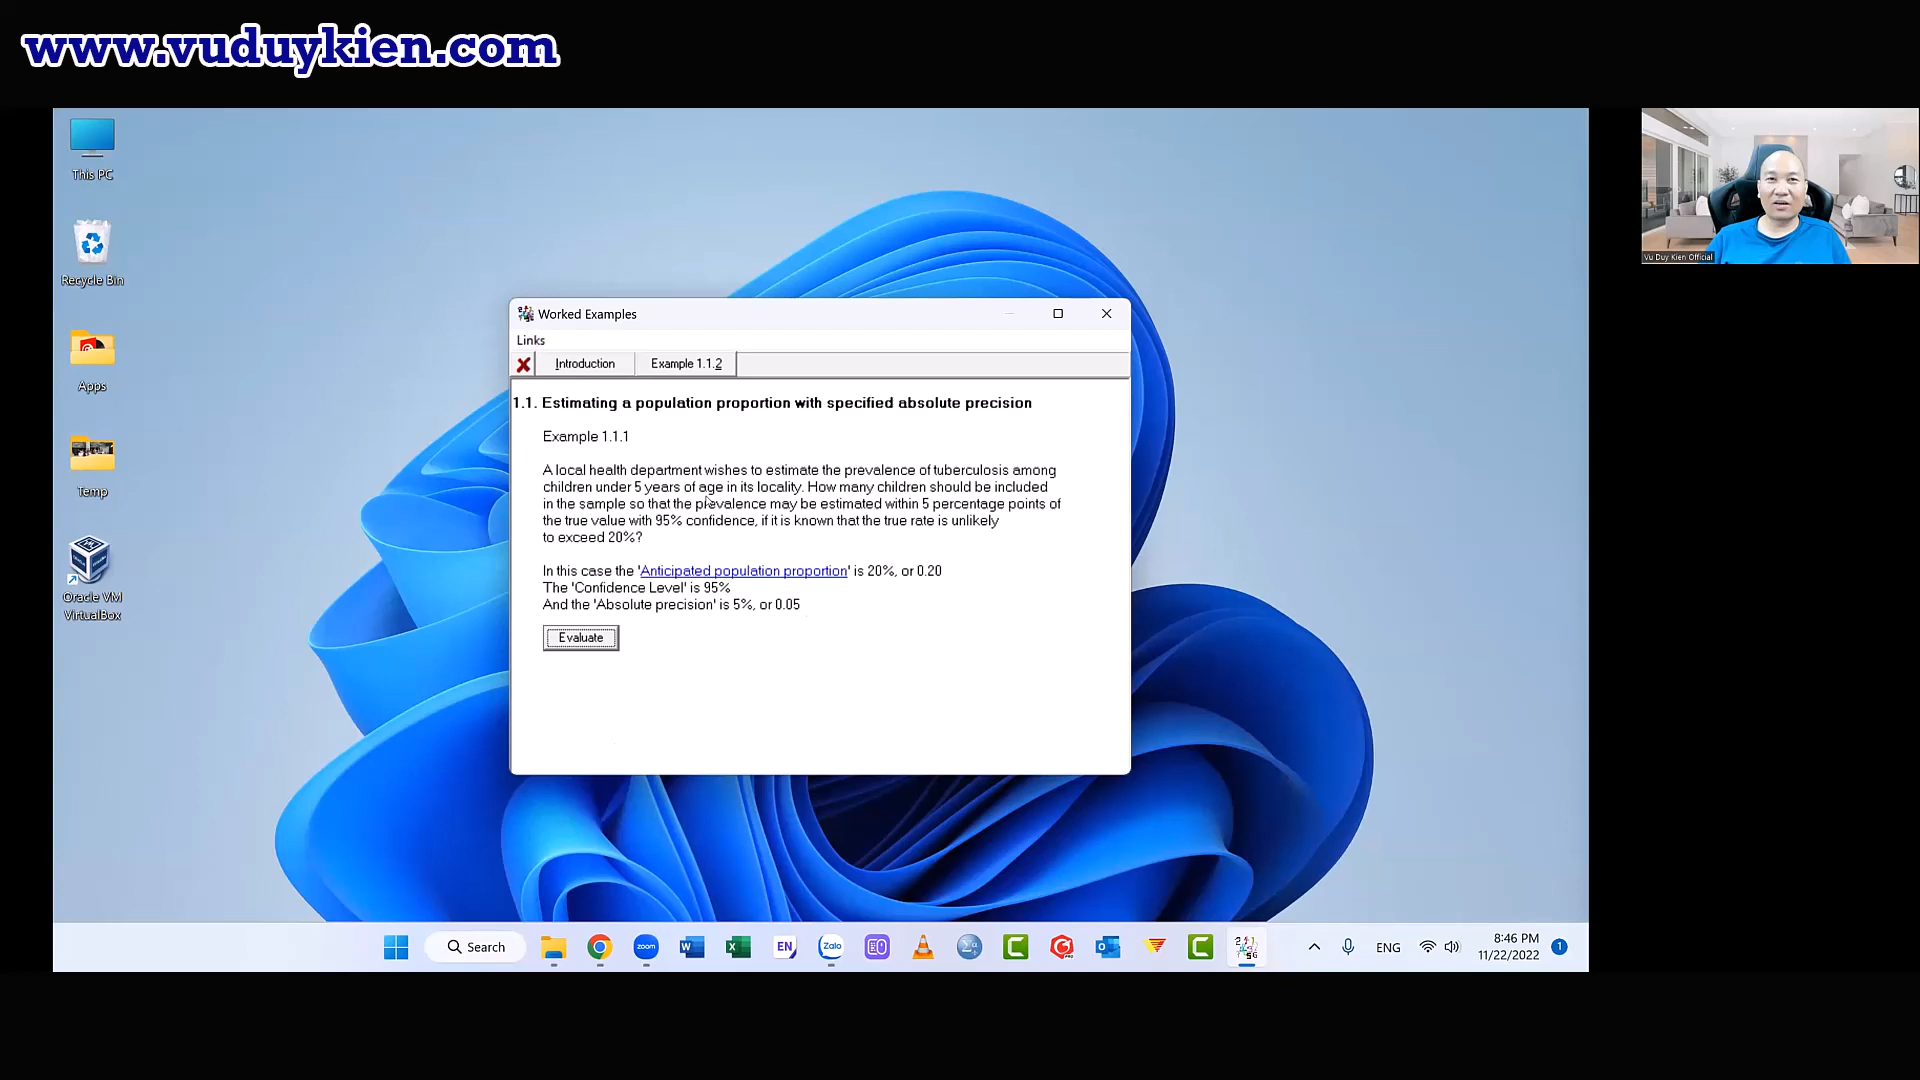 www.vuduykien.com
This PC
Recycle Bin
Apps
Temp
Oracle VM
VirtualBox
Worked Examples
Links
Introduction
Example 1.1.2
1.1. Estimating a population proportion with specified absolute precision
Example 1.1.1
A local health department wishes to estimate the prevalence of tuberculosis among
children under 5 years of age in its locality. How many children should be included
in the sample so that the prevalence may be estimated within 5 percentage points of
the true value with 95% confidence, if it is known that the true rate is unlikely
to exceed 20%?
In this case the 'Anticipated population proportion' is 20%, or 0.20
The 'Confidence Level' is 95%
And the 'Absolute precision' is 5%, or 0.05
Evaluate
Vu Duy Kien Official
Search
zoom
EN
Zalo
PRO
ENG
8:46 PM
11/22/2022
1